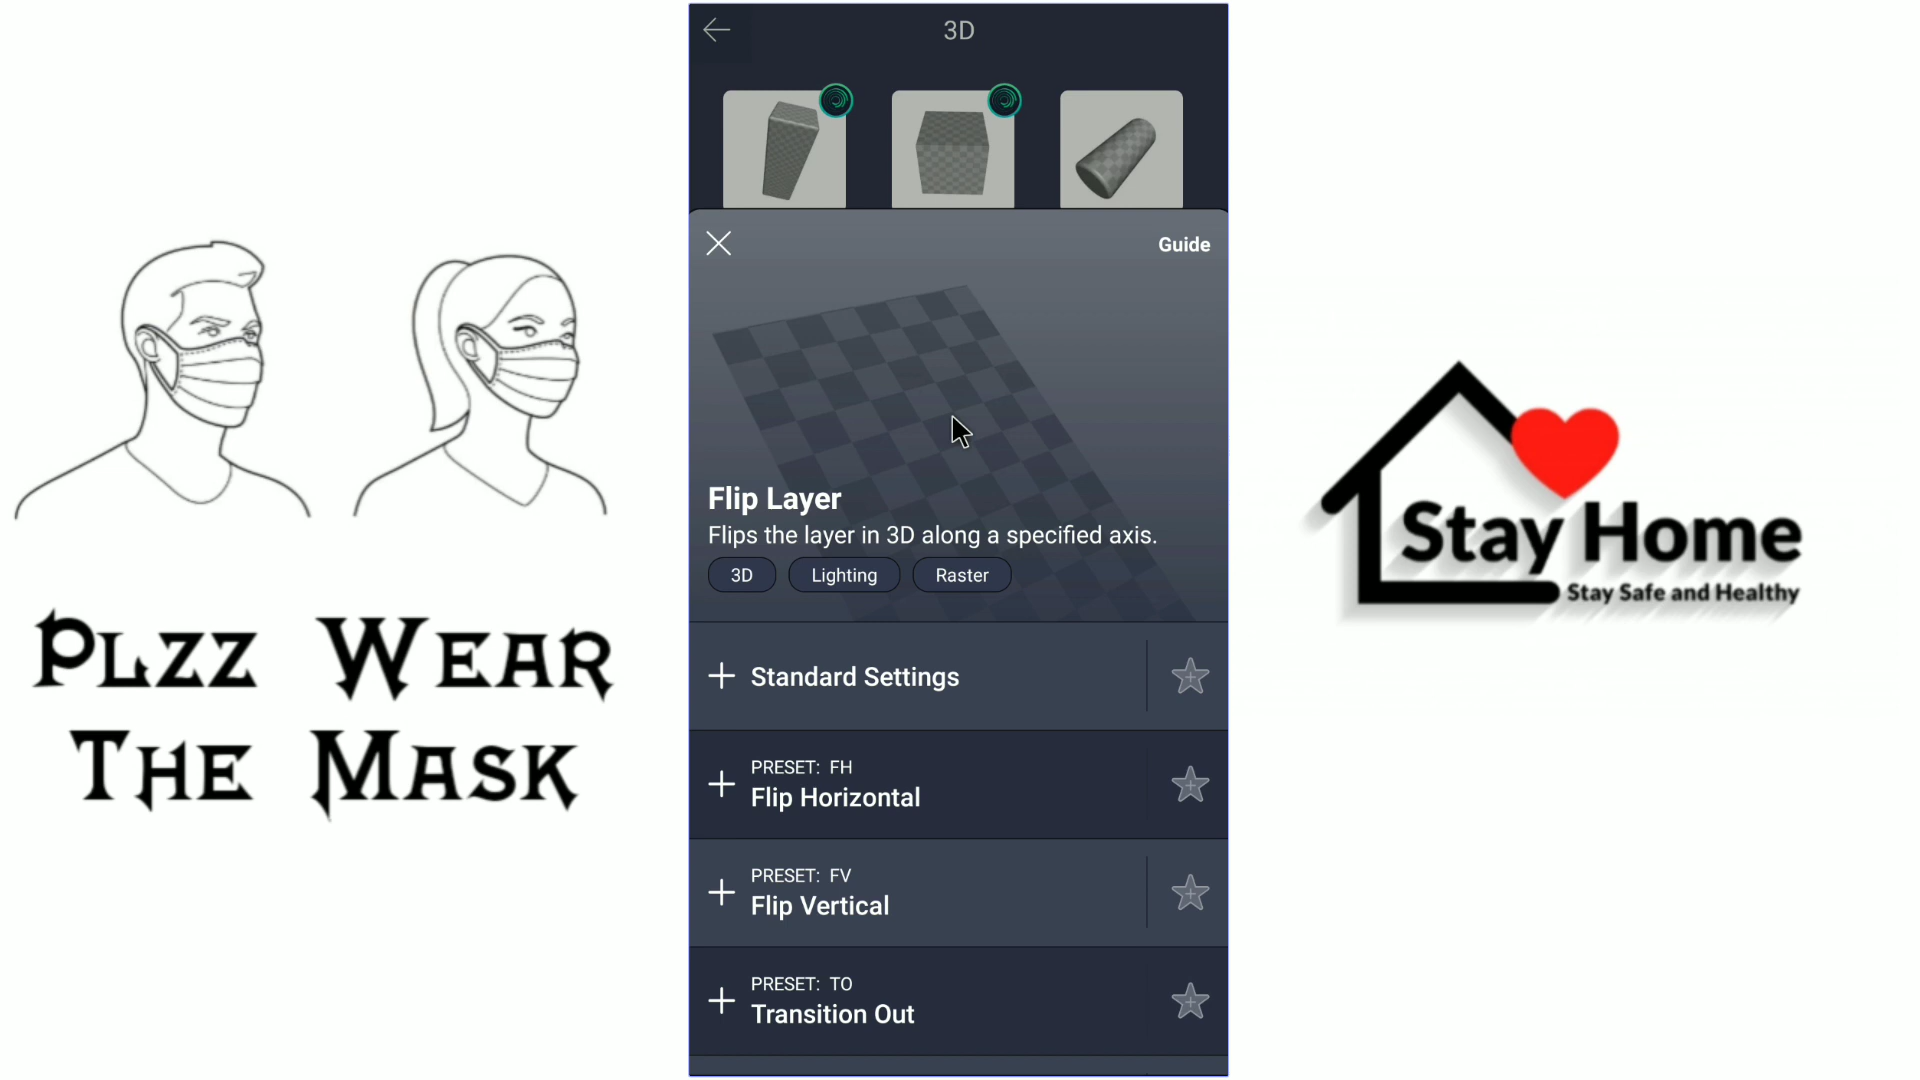 PLZZ WEAR
THE MASK
3D
Guide
Flip Layer
Flips the layer in 3D along a specified axis.
3D
Lighting
Raster
Standard Settings
PRESET: FH
Flip Horizontal
PRESET: FV
Flip Vertical
PRESET: TO
Transition Out
Stay Home
Stay Safe and Healthy